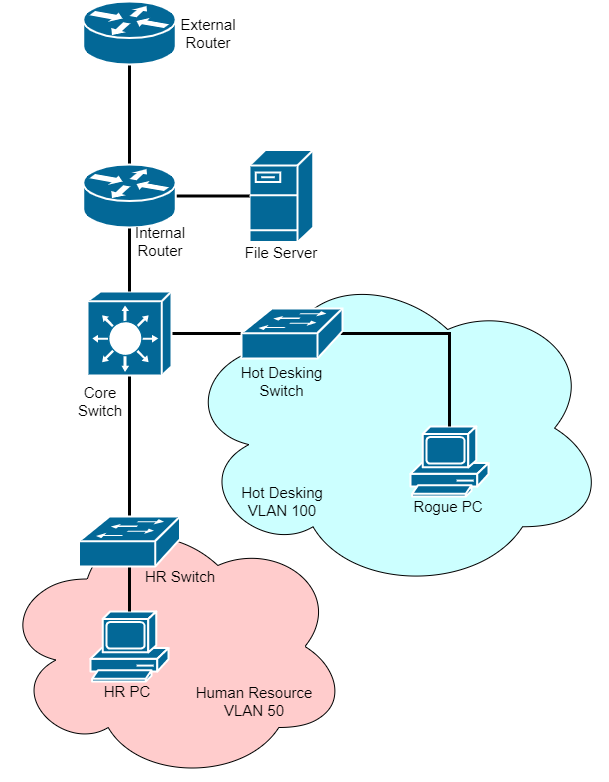 External
Router
Internal
Router
File Server
Core
Switch
Hot Desking
Switch
Hot Desking
VLAN 100
Rogue PC
HR Switch
HR PC
Human Resource
VLAN 50